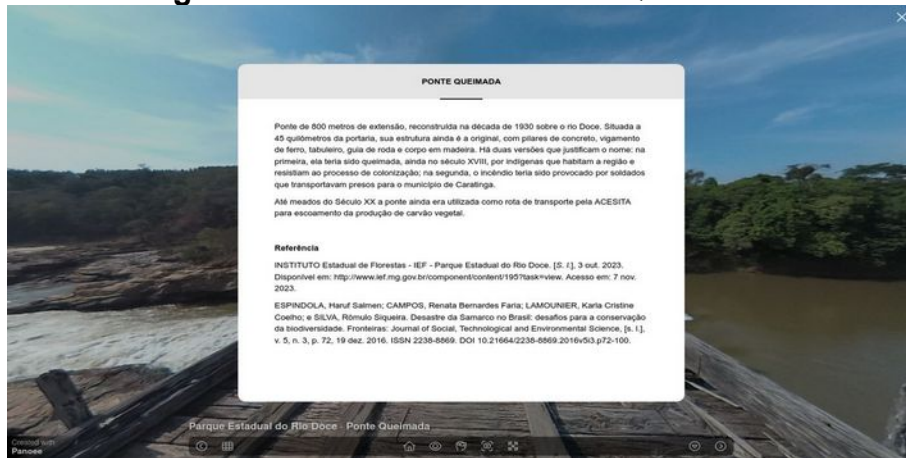 PONTE QUEIMADA
Ponte de 800 metros de extensão, reconstruída na década de 1930 sobre o rio Doce. Situada a
45 quilômetros da portaria, sua estrutura ainda é a original, com pilares de concreto, vigamento
de ferro, tabuleiro, guia de roda e corpo em madeira. Há duas versões que justificam o nome: na
primeira, ela teria sido queimada, ainda no século XVIII, por indígenas que habitam a região e
resistiam ao processo de colonização; na segunda, o incêndio teria sido provocado por soldados
que transportavam presos para o município de Caratinga.
Até meados do Século XX a ponte ainda era utilizada como rota de transporte pela ACESITA
para escoamento da produção de carvão vegetal.
Referência
INSTITUTO Estadual de Florestas - IEF - Parque Estadual do Rio Doce. [S. l.], 3 out. 2023.
Disponível em: http://www.ief.mg.gov.br/component/content/195?task=view. Acesso em: 7 nov.
2023.
ESPINDOLA, Haruf Salmen; CAMPOS, Renata Bernardes Faria; LAMOUNIER, Karla Cristine
Coelho; e SILVA, Rômulo Siqueira. Desastre da Samarco no Brasil: desafios para a conservação
da biodiversidade. Fronteiras: Journal of Social, Technological and Environmental Science, [s. l.],
v. 5, n. 3, p. 72, 19 dez. 2016. ISSN 2238-8869. DOI 10.21664/2238-8869.2016v5i3.p72-100.
Parque Estadual do Rio Doce - Ponte Queimada
Created with
Panoee